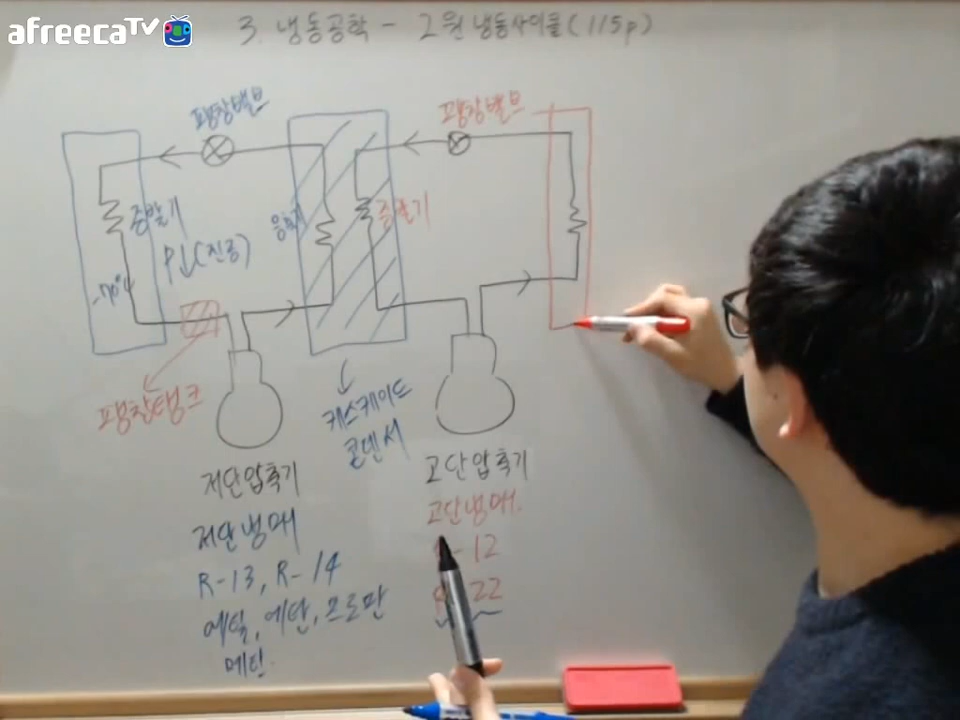 afreecaTV
3. 냉동공학 - 2원 냉동사이클 (115p)
팽창밸브
팽창밸브
증발기
응축기
증발기
P↓(진공)
-70℃
팽창탱크
캐스케이드
콘덴서
저단압축기
고단압축기
저단냉매
고단냉매.
R-13, R-14
R-12
22
에틸, 에탄, 프로판
메탄.